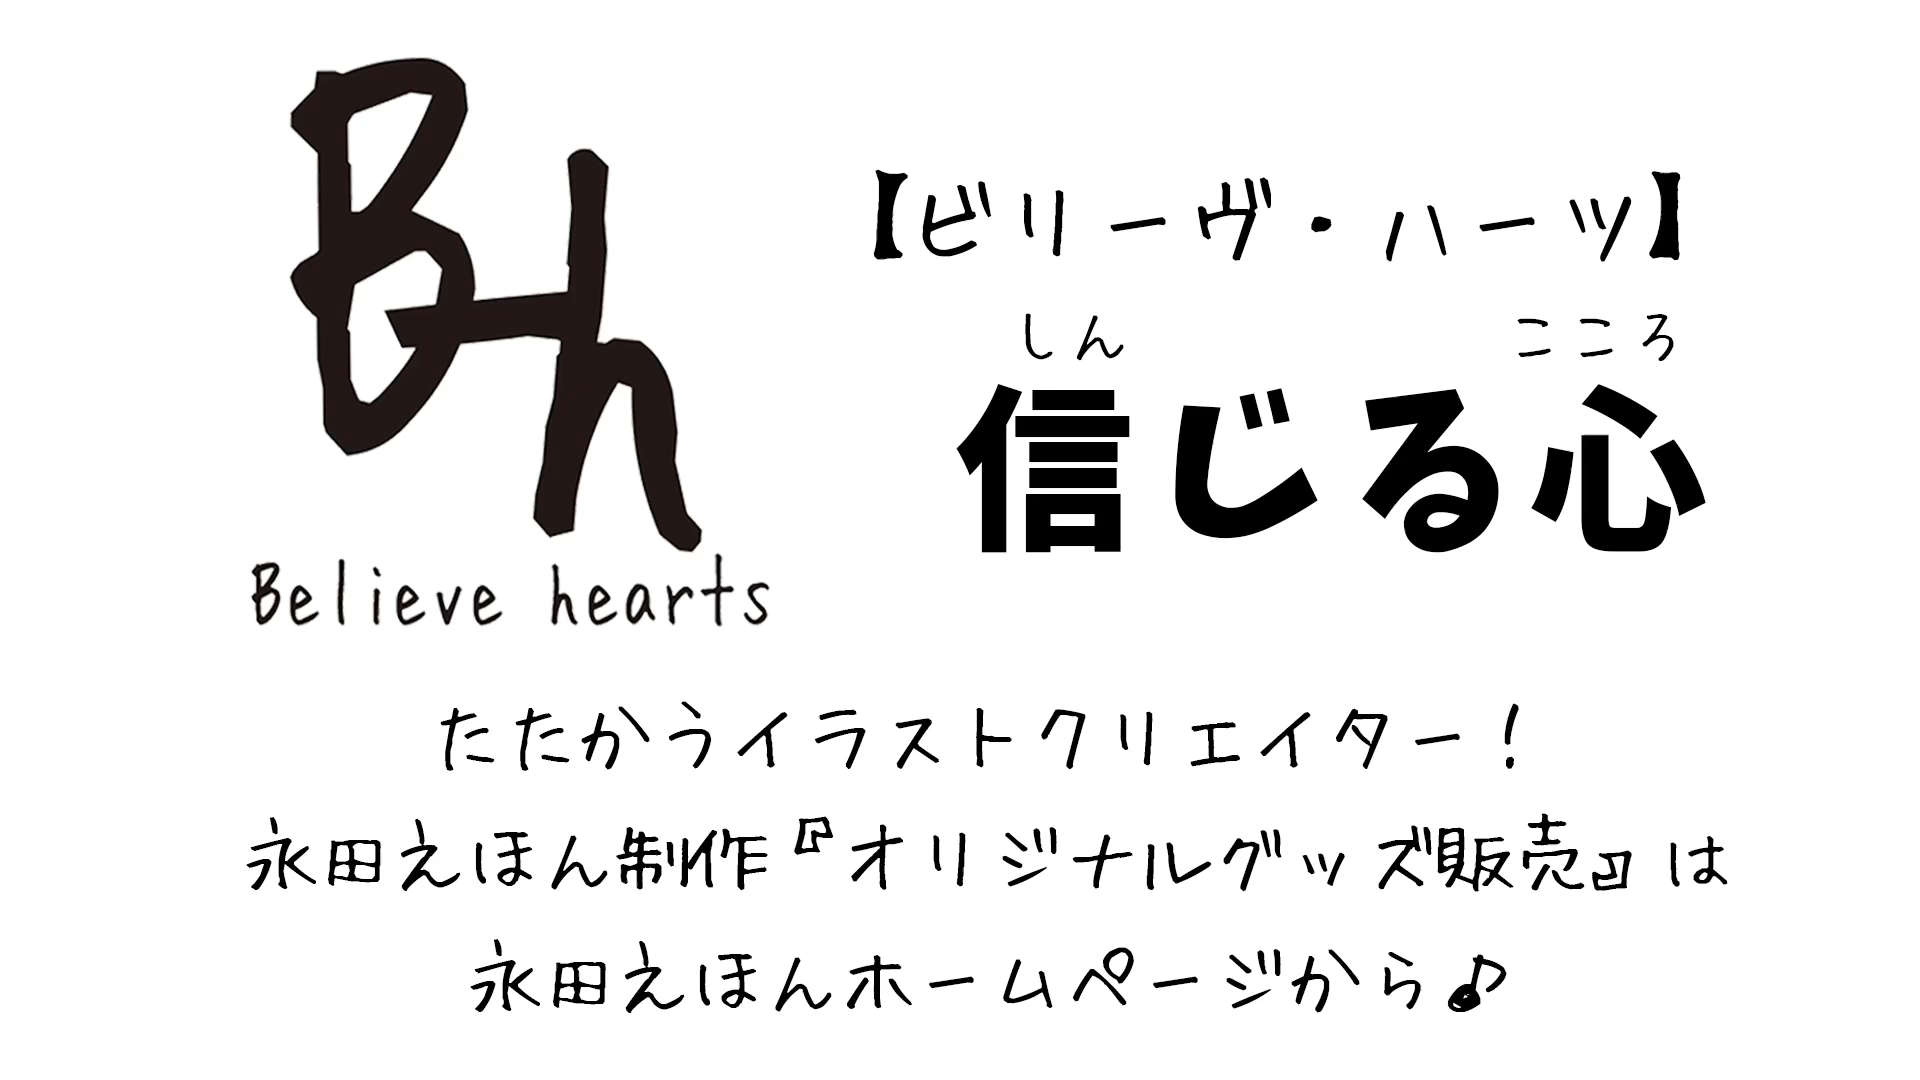 Bh
Believe hearts
【ビリーヴ・ハーツ】
しん こころ
信じる心
たたかうイラストクリエイター!
永田えほん制作『オリジナルグッズ販売』は
永田えほんホームページから♪